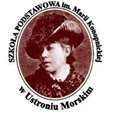 SZKOŁA PODSTAWOWA im. Marii Konopnickiej
w Ustroniu Morskim